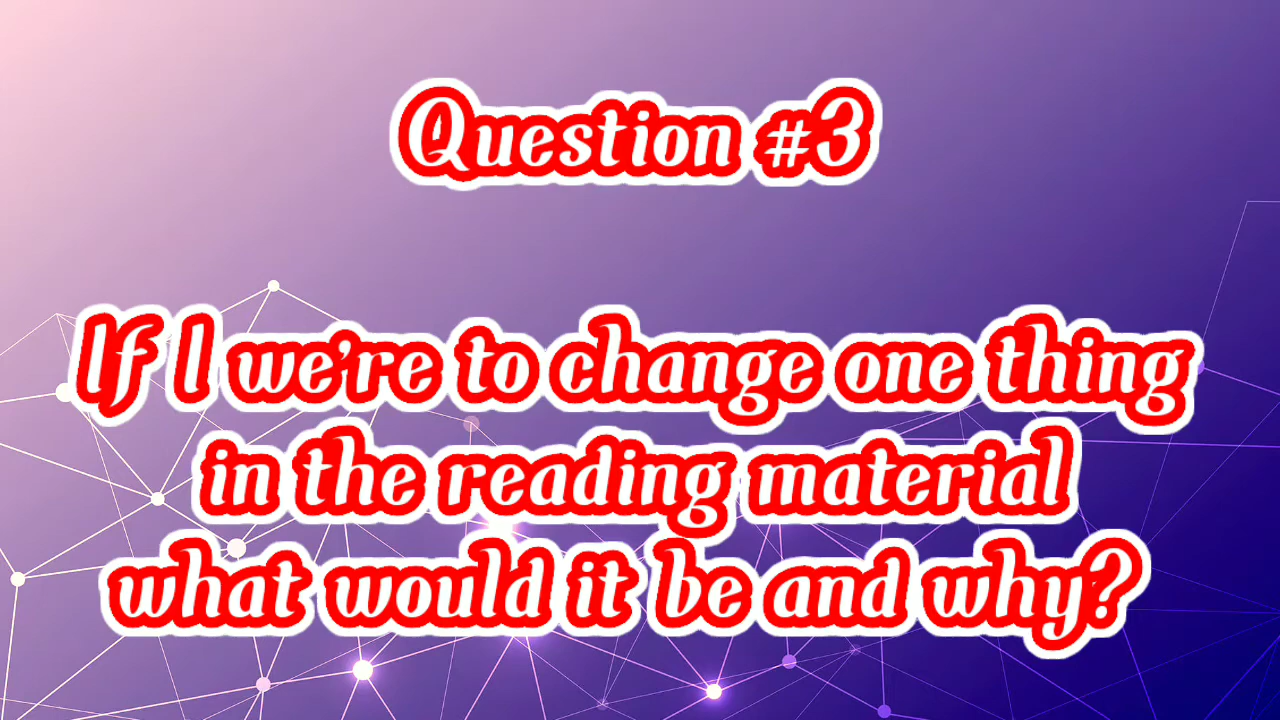 Question #3
If I we're to change one thing
in the reading material
what would it be and why?